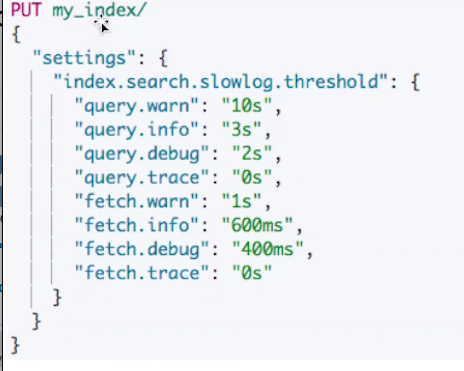 PUT my_index/
{
  "settings": {
    "index.search.slowlog.threshold": {
      "query.warn": "10s",
      "query.info": "3s",
      "query.debug": "2s",
      "query.trace": "0s",
      "fetch.warn": "1s",
      "fetch.info": "600ms",
      "fetch.debug": "400ms",
      "fetch.trace": "0s"
    }
  }
}